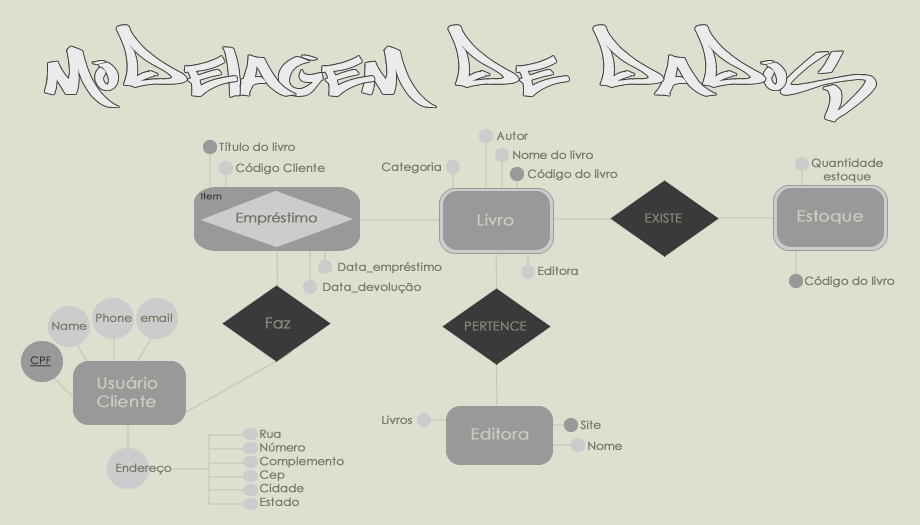 MODELAGEM DE DADOS
Título do livro
Código Cliente
Item
Empréstimo
Data_empréstimo
Data_devolução
Categoria
Autor
Nome do livro
Código do livro
Livro
Editora
EXISTE
Quantidade
estoque
Estoque
Código do livro
Faz
PERTENCE
Name
Phone
email
CPF
Usuário
Cliente
Endereço
Rua
Número
Complemento
Cep
Cidade
Estado
Livros
Editora
Site
Nome